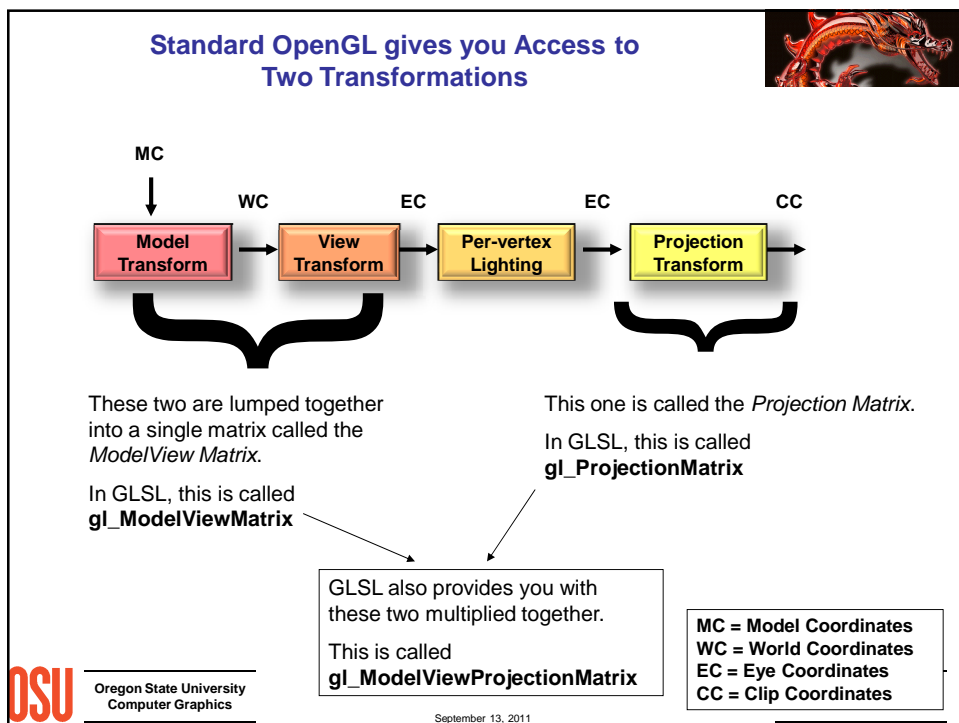 Standard OpenGL gives you Access to
Two Transformations
MC
WC
EC
EC
CC
Model
Transform
View
Transform
Per-vertex
Lighting
Projection
Transform
These two are lumped together
into a single matrix called the
ModelView Matrix.
In GLSL, this is called
gl_ModelViewMatrix
This one is called the Projection Matrix.
In GLSL, this is called
gl_ProjectionMatrix
GLSL also provides you with
these two multiplied together.
This is called
gl_ModelViewProjectionMatrix
MC = Model Coordinates
WC = World Coordinates
EC = Eye Coordinates
CC = Clip Coordinates
OSU
Oregon State University
Computer Graphics
September 13, 2011